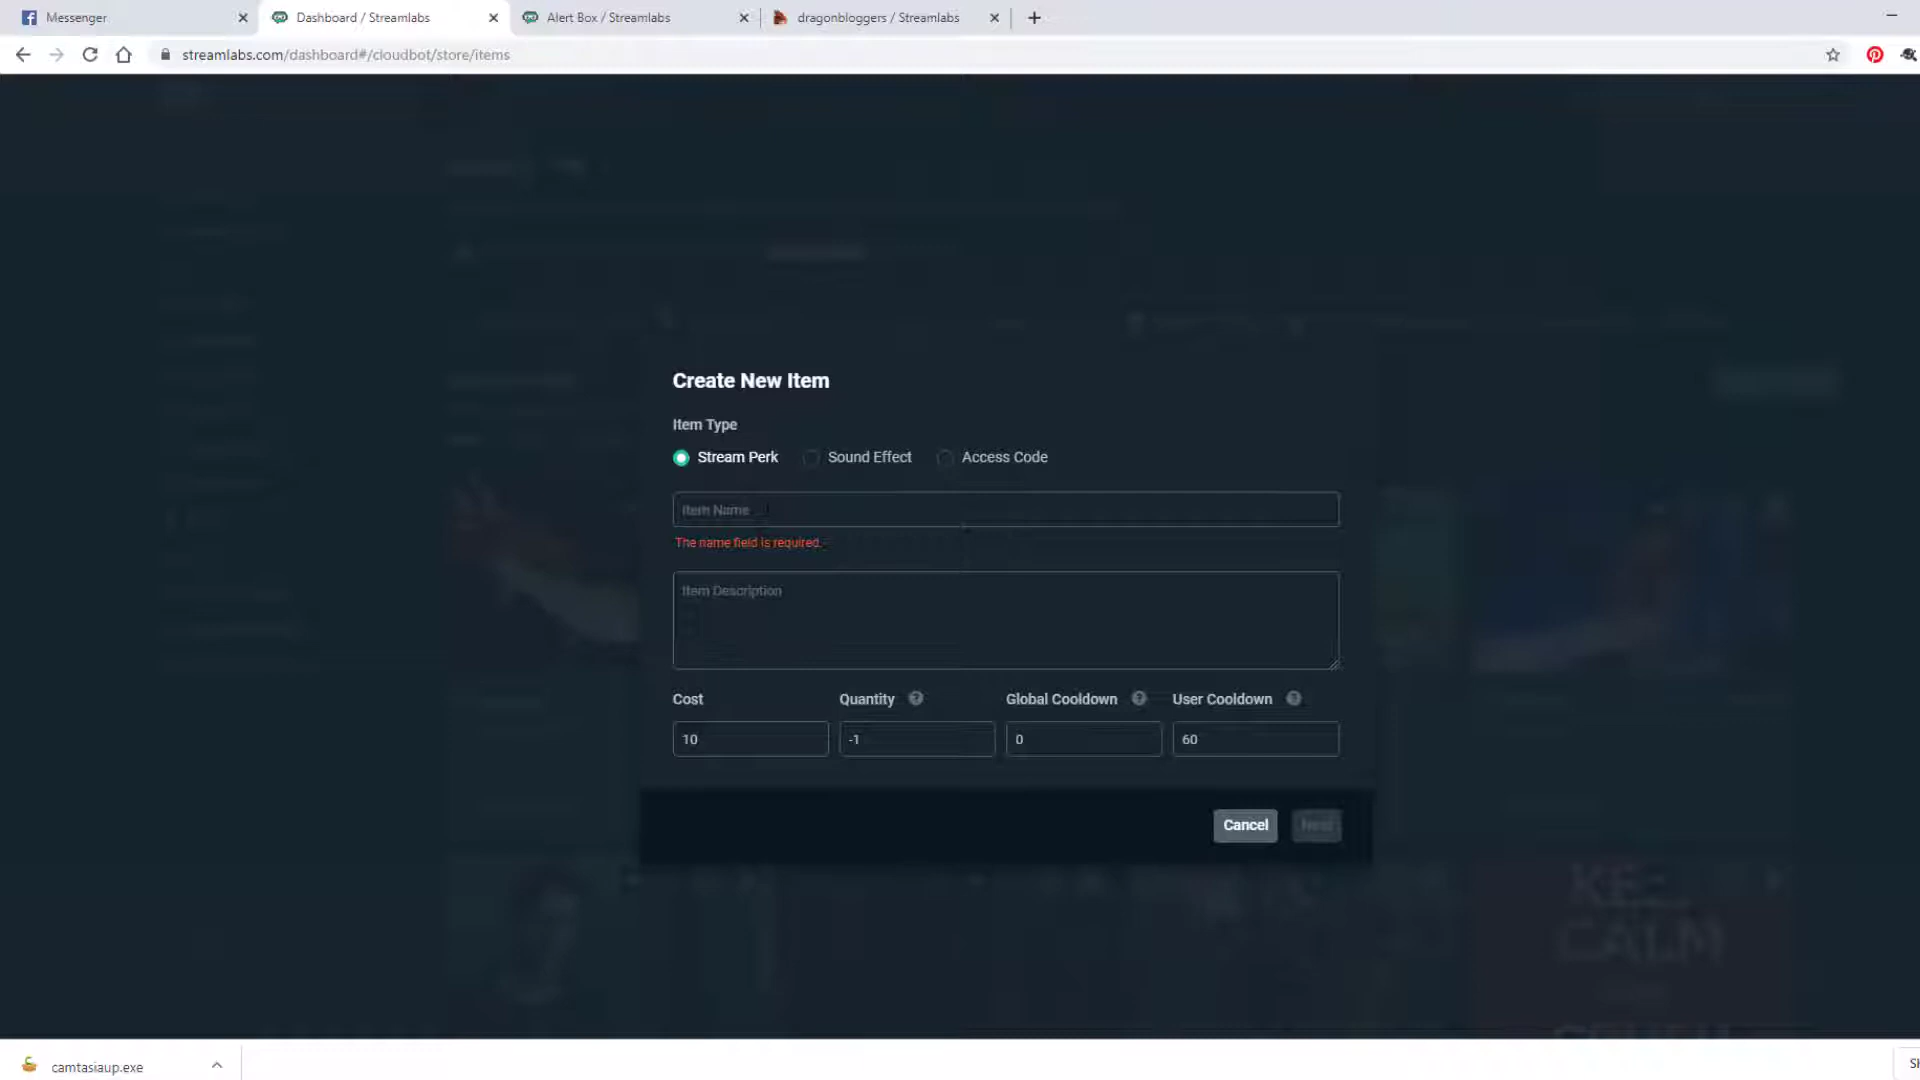 Messenger
Dashboard / Streamlabs
Alert Box / Streamlabs
dragonbloggers / Streamlabs
streamlabs.com/dashboard#/cloudbot/store/items
Create New Item
Item Type
Stream Perk
Sound Effect
Access Code
Item Name
The name field is required.
Item Description
Cost
Quantity
Global Cooldown
User Cooldown
10
-1
0
60
Cancel
Next
CALM
camtasiaup.exe